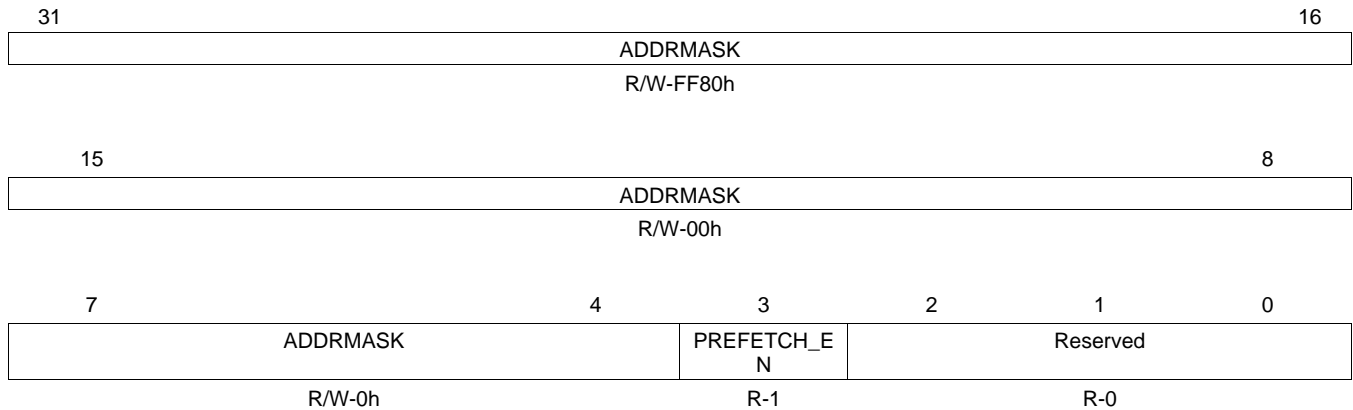 31 16
ADDRMASK
R/W-FF80h
15 8
ADDRMASK
R/W-00h
7 4 3 2 1 0
ADDRMASK PREFETCH_E Reserved
N
R/W-0h R-1 R-0